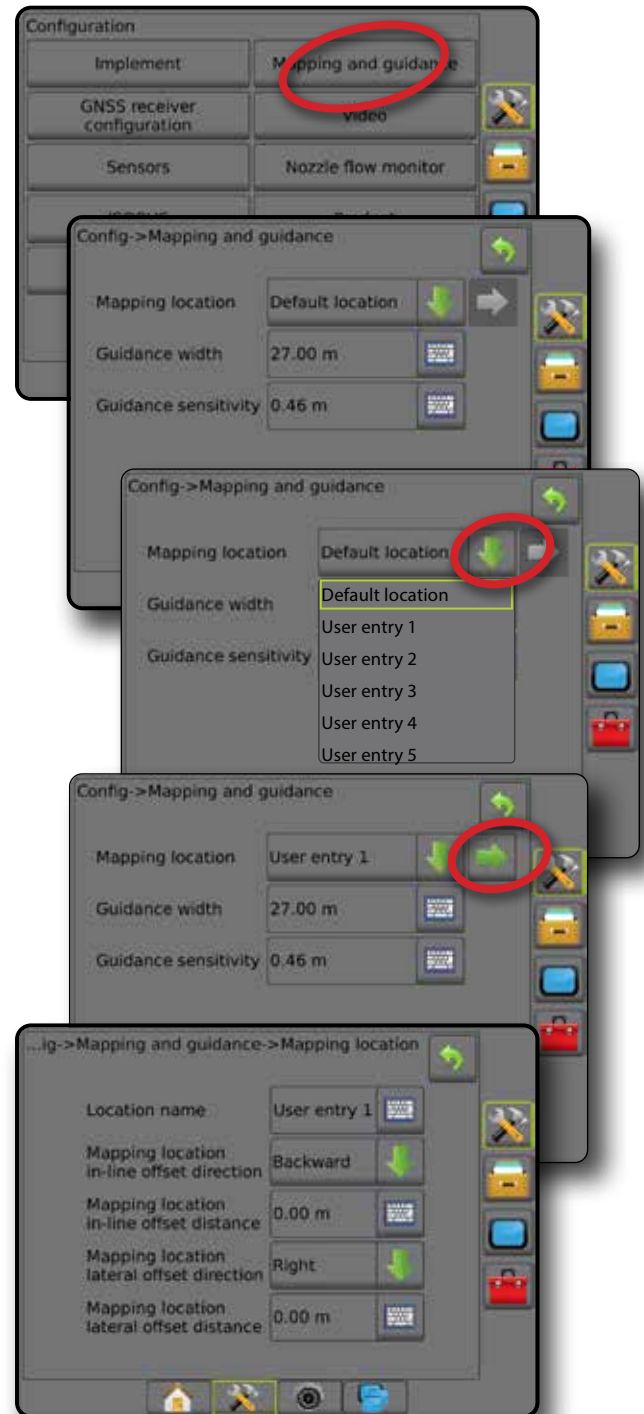 Configuration
Implement
Mapping and guidance
GNSS receiver
configuration
Video
Sensors
Nozzle flow monitor
Config->Mapping and guidance
Mapping location
Default location
Guidance width
27.00 m
Guidance sensitivity
0.46 m
Config->Mapping and guidance
Mapping location
Default location
Guidance width
Guidance sensitivity
Default location
User entry 1
User entry 2
User entry 3
User entry 4
User entry 5
Config->Mapping and guidance
Mapping location
User entry 1
Guidance width
27.00 m
Guidance sensitivity
0.46 m
...ig->Mapping and guidance->Mapping location
Location name
User entry 1
Mapping location
in-line offset direction
Backward
Mapping location
in-line offset distance
0.00 m
Mapping location
lateral offset direction
Right
Mapping location
lateral offset distance
0.00 m